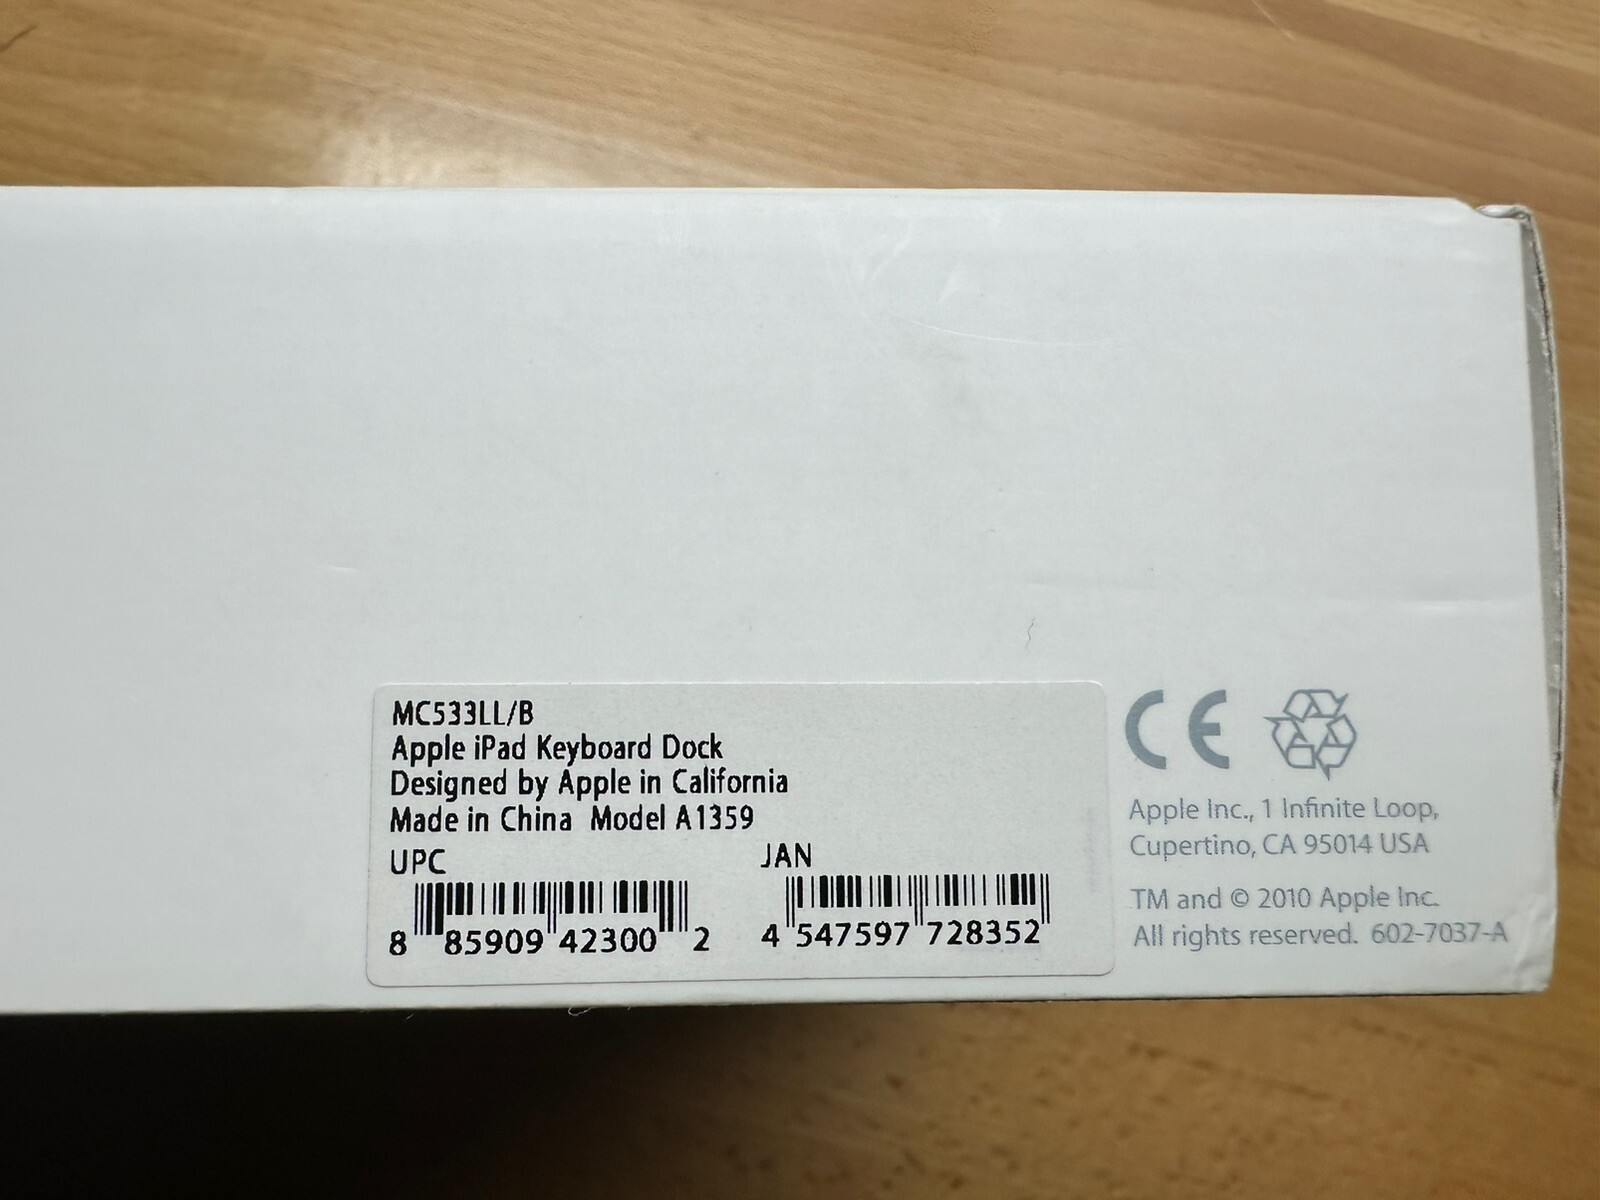 MC533LL/B
Apple iPad Keyboard Dock
Designed by Apple in California
Made in China Model A1359
UPC
8 85909 42300 2
JAN
4 547597 728352
CE
Apple Inc., 1 Infinite Loop,
Cupertino, CA 95014 USA
TM and © 2010 Apple Inc.
All rights reserved. 602-7037-A